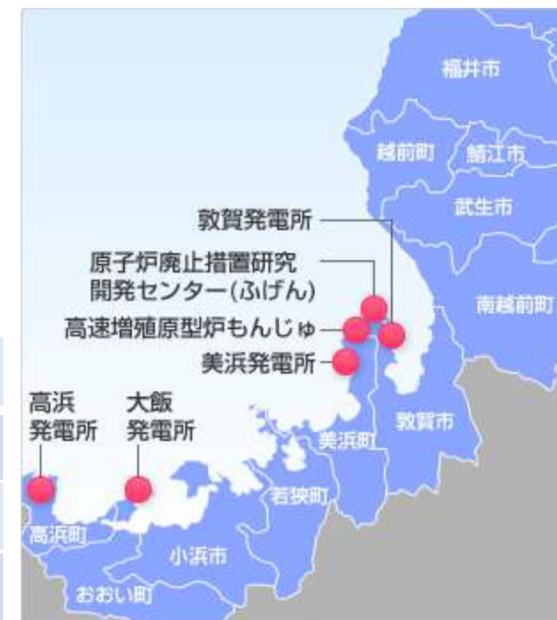 福井市
越前町
鯖江市
武生市
敦賀発電所
原子炉廃止措置研究
開発センター(ふげん)
南越前町
高速増殖原型炉もんじゅ
美浜発電所
高浜
発電所
大飯
発電所
美浜町
敦賀市
若狭町
高浜町
小浜市
おおい町